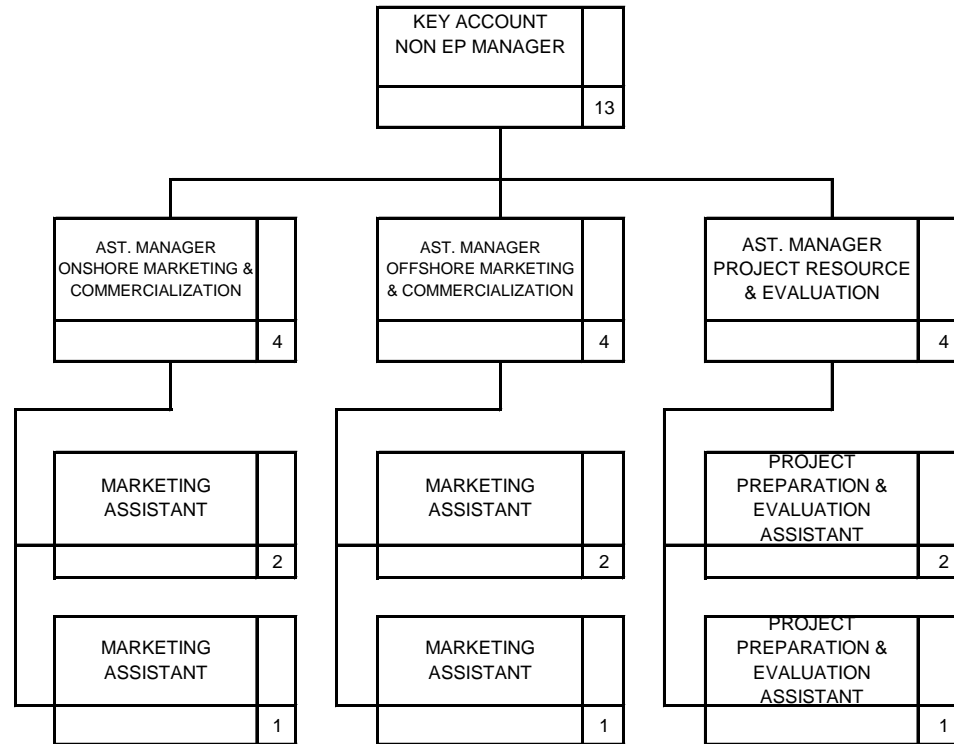 KEY ACCOUNT
NON EP MANAGER
13
AST. MANAGER
ONSHORE MARKETING &
COMMERCIALIZATION
4
AST. MANAGER
OFFSHORE MARKETING
& COMMERCIALIZATION
4
AST. MANAGER
PROJECT RESOURCE
& EVALUATION
4
MARKETING
ASSISTANT
2
MARKETING
ASSISTANT
2
PROJECT
PREPARATION &
EVALUATION
ASSISTANT
2
MARKETING
ASSISTANT
1
MARKETING
ASSISTANT
1
PROJECT
PREPARATION &
EVALUATION
ASSISTANT
1